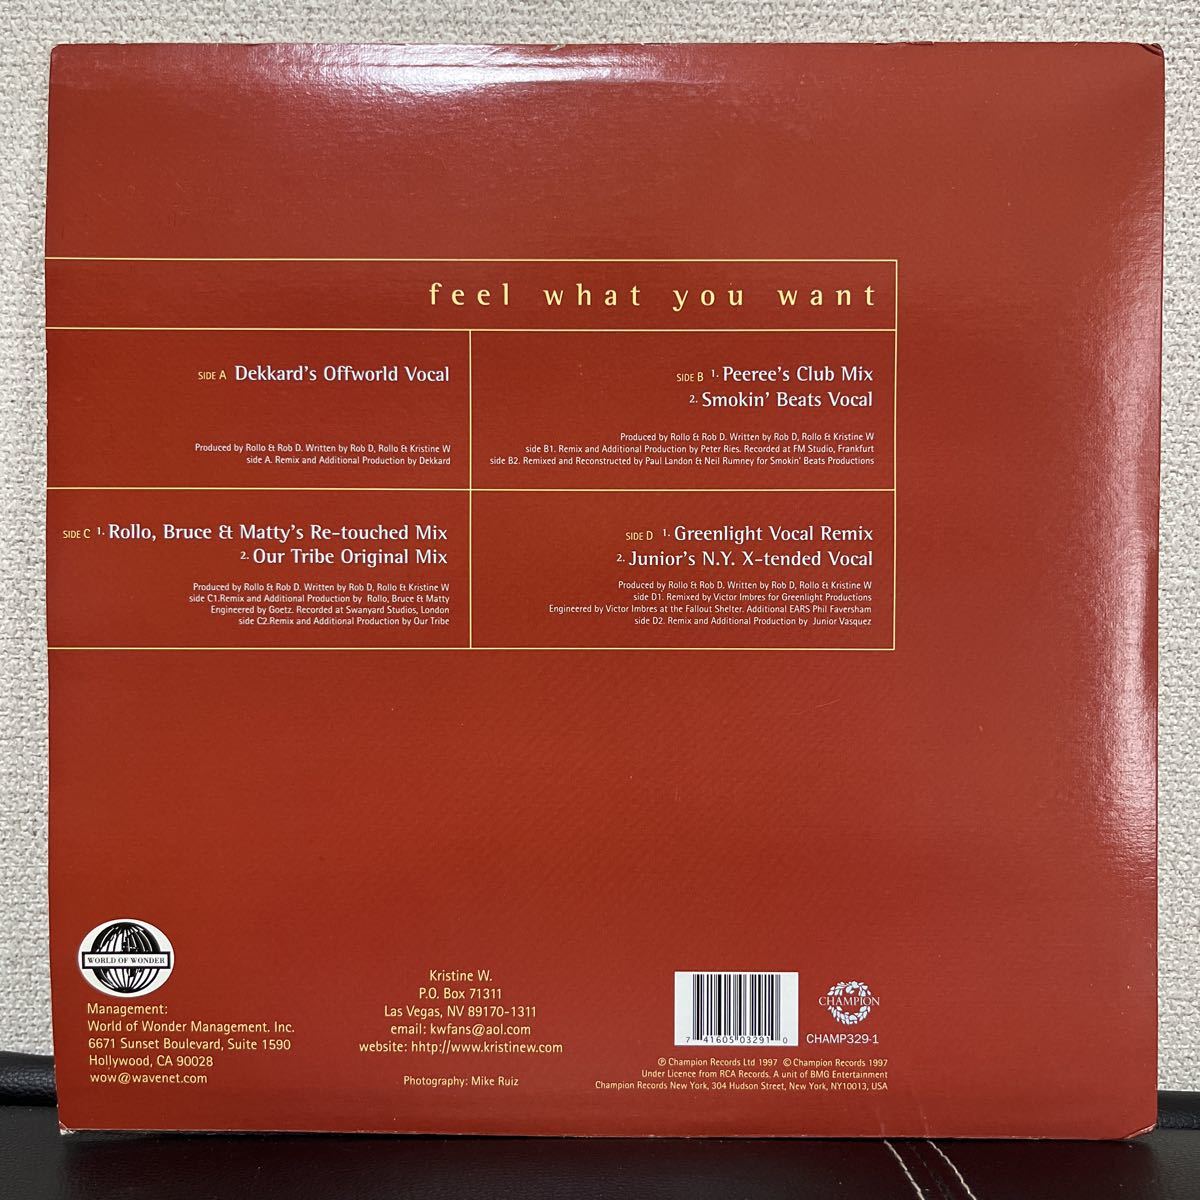 feel what you want
SIDE A Dekkard's Offworld Vocal
Produced by Rollo & Rob D. Written by Rob D, Rollo & Kristine W
side A. Remix and Additional Production by Dekkard
SIDE B 1. Peeree's Club Mix
2. Smokin' Beats Vocal
Produced by Rollo & Rob D. Written by Rob D, Rollo & Kristine W
side B1. Remix and Additional Production by Peter Ries. Recorded at FM Studio, Frankfurt
side B2. Remixed and Reconstructed by Paul Landon & Neil Rumney for Smokin' Beats Productions
SIDE C 1. Rollo, Bruce & Matty's Re-touched Mix
2. Our Tribe Original Mix
Produced by Rollo & Rob D. Written by Rob D, Rollo & Kristine W
side C1.Remix and Additional Production by Rollo, Bruce & Matty
Engineered by Goetz. Recorded at Swanyard Studios, London
side C2.Remix and Additional Production by Our Tribe
SIDE D 1. Greenlight Vocal Remix
2. Junior's N.Y. X-tended Vocal
Produced by Rollo & Rob D. Written by Rob D, Rollo & Kristine W
side D1. Remixed by Victor Imbres for Greenlight Productions
Engineered by Victor Imbres at the Fallout Shelter. Additional EARS Phil Faversham
side D2. Remix and Additional Production by Junior Vasquez
WORLD OF WONDER
Management:
World of Wonder Management. Inc.
6671 Sunset Boulevard, Suite 1590
Hollywood, CA 90028
wow@wavenet.com
Kristine W.
P.O. Box 71311
Las Vegas, NV 89170-1311
email: kwfans@aol.com
website: hhttp://www.kristinew.com
Photography: Mike Ruiz
7 41605 03291 0
CHAMPION
CHAMP329-1
℗ Champion Records Ltd 1997 © Champion Records 1997
Under Licence from RCA Records. A unit of BMG Entertainment
Champion Records New York, 304 Hudson Street, New York, NY10013, USA